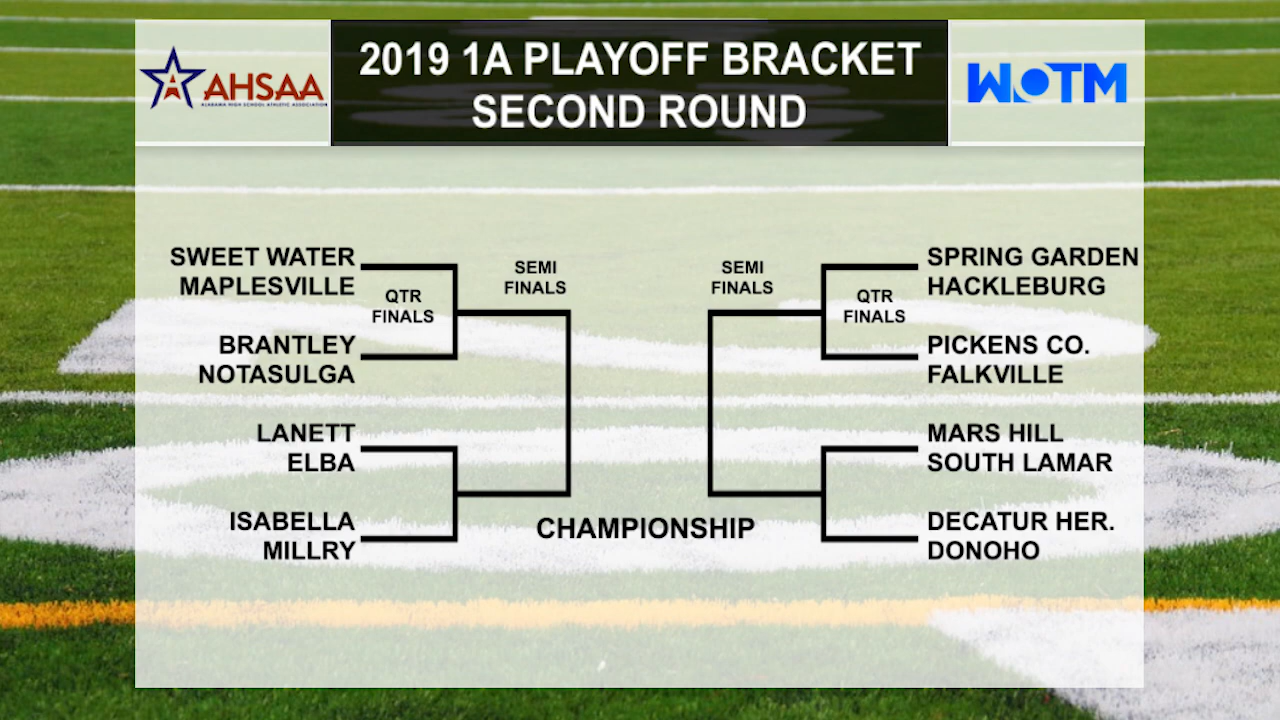 AHSAA
ALABAMA HIGH SCHOOL ATHLETIC ASSOCIATION
2019 1A PLAYOFF BRACKET
SECOND ROUND
WOTM
SWEET WATER
MAPLESVILLE
BRANTLEY
NOTASULGA
LANETT
ELBA
ISABELLA
MILLRY
QTR
FINALS
SEMI
FINALS
CHAMPIONSHIP
SEMI
FINALS
QTR
FINALS
SPRING GARDEN
HACKLEBURG
PICKENS CO.
FALKVILLE
MARS HILL
SOUTH LAMAR
DECATUR HER.
DONOHO